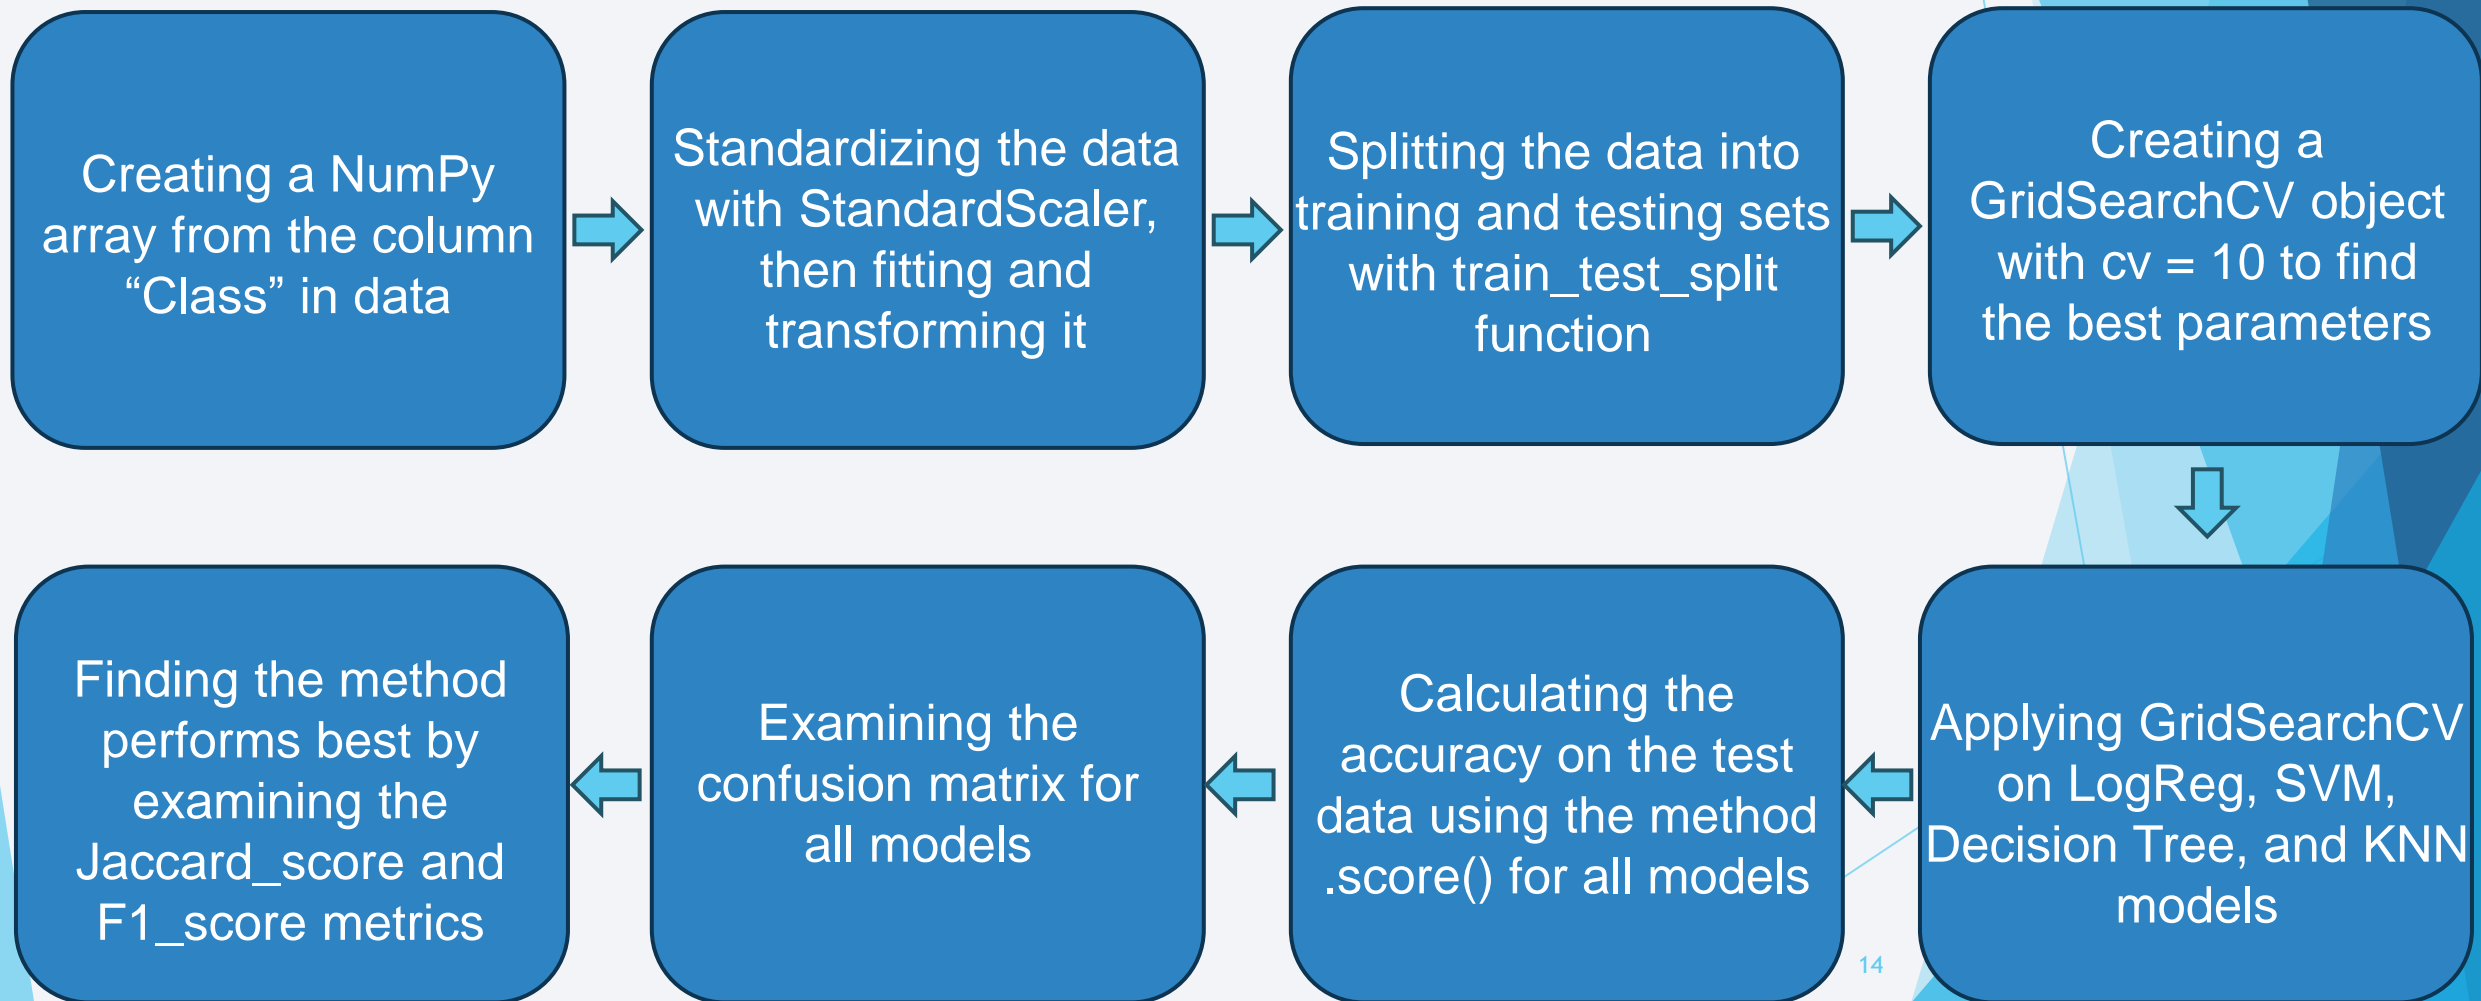 Creating a NumPy
array from the column
“Class” in data
Standardizing the data
with StandardScaler,
then fitting and
transforming it
Splitting the data into
training and testing sets
with train_test_split
function
Creating a
GridSearchCV object
with cv = 10 to find
the best parameters
Applying GridSearchCV
on LogReg, SVM,
Decision Tree, and KNN
models
Calculating the
accuracy on the test
data using the method
.score() for all models
Examining the
confusion matrix for
all models
Finding the method
performs best by
examining the
Jaccard_score and
F1_score metrics
14